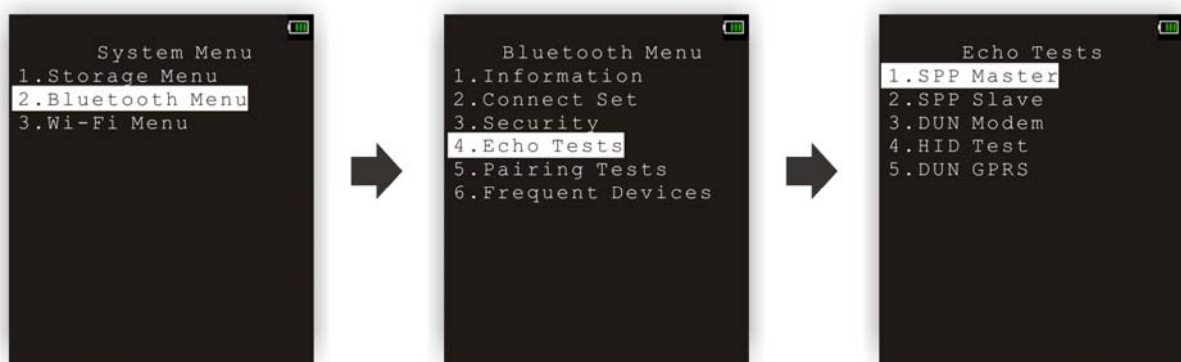 System Menu
1.Storage Menu
2.Bluetooth Menu
3.Wi-Fi Menu
Bluetooth Menu
1.Information
2.Connect Set
3.Security
4.Echo Tests
5.Pairing Tests
6.Frequent Devices
Echo Tests
1.SPP Master
2.SPP Slave
3.DUN Modem
4.HID Test
5.DUN GPRS